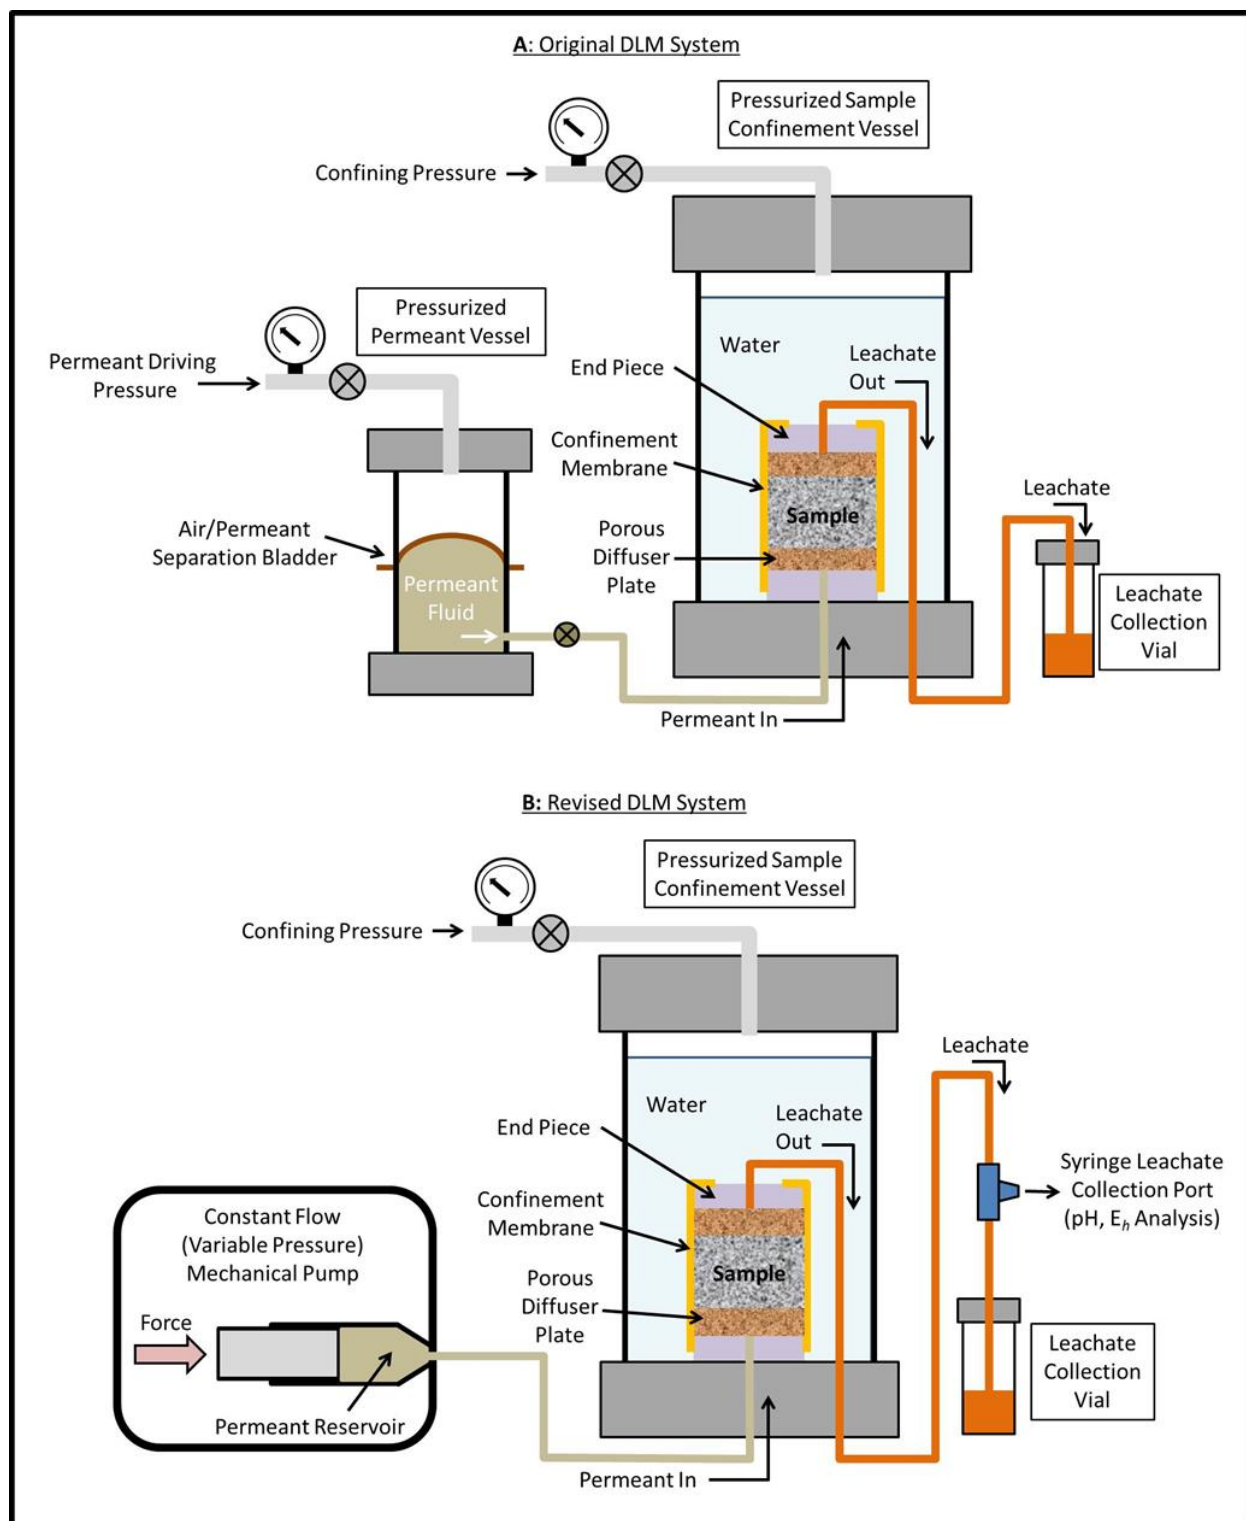 A: Original DLM System
Pressurized Sample
Confinement Vessel
Confining Pressure
Pressurized
Permeant Vessel
Permeant Driving
Pressure
Water
Leachate
Out
End Piece
Confinement
Membrane
Leachate
Sample
Air/Permeant
Separation Bladder
Porous
Diffuser
Plate
Permeant
Fluid
Leachate
Collection
Vial
Permeant In
B: Revised DLM System
Pressurized Sample
Confinement Vessel
Confining Pressure
Leachate
Water
Leachate
Out
End Piece
Syringe Leachate
Collection Port
(pH, Eh Analysis)
Confinement
Membrane
Constant Flow
(Variable Pressure)
Mechanical Pump
Sample
Porous
Diffuser
Plate
Force
Leachate
Collection
Vial
Permeant Reservoir
Permeant In